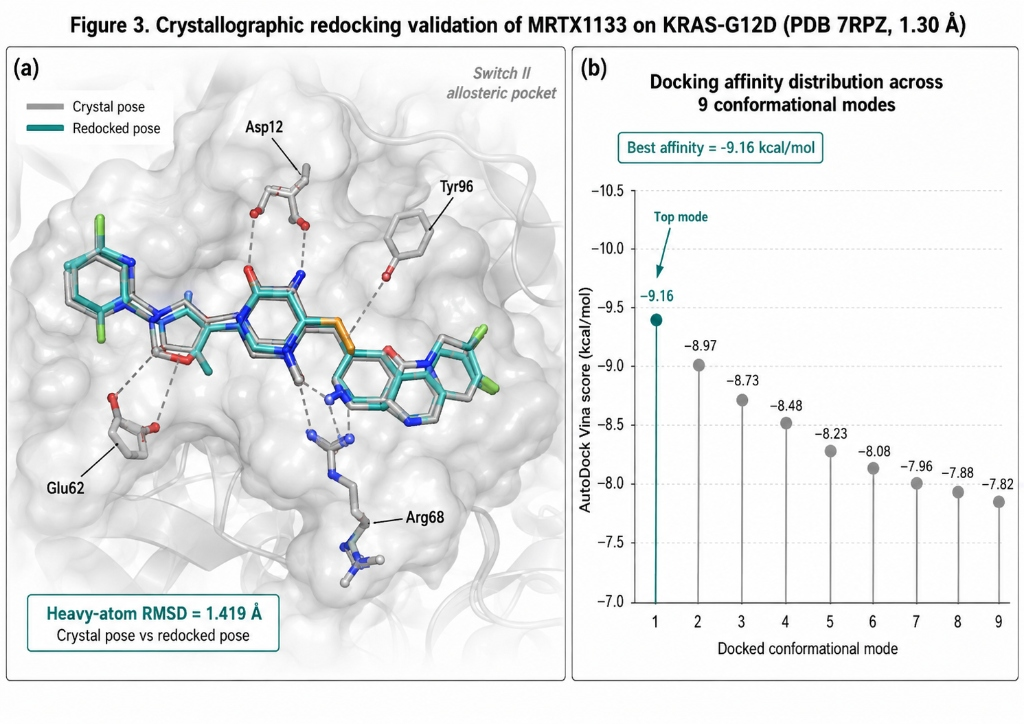 Figure 3. Crystallographic redocking validation of MRTX1133 on KRAS-G12D (PDB 7RPZ, 1.30 Å)
(a)
Switch II
allosteric pocket
Crystal pose
Redocked pose
Asp12
Tyr96
Glu62
Arg68
Heavy-atom RMSD = 1.419 Å
Crystal pose vs redocked pose
(b)
Docking affinity distribution across
9 conformational modes
Best affinity = -9.16 kcal/mol
AutoDock Vina score (kcal/mol)
−10.5
−10.0
−9.5
−9.0
−8.5
−8.0
−7.5
−7.0
Top mode
−9.16
−8.97
−8.73
−8.48
−8.23
−8.08
−7.96
−7.88
−7.82
1 2 3 4 5 6 7 8 9
Docked conformational mode